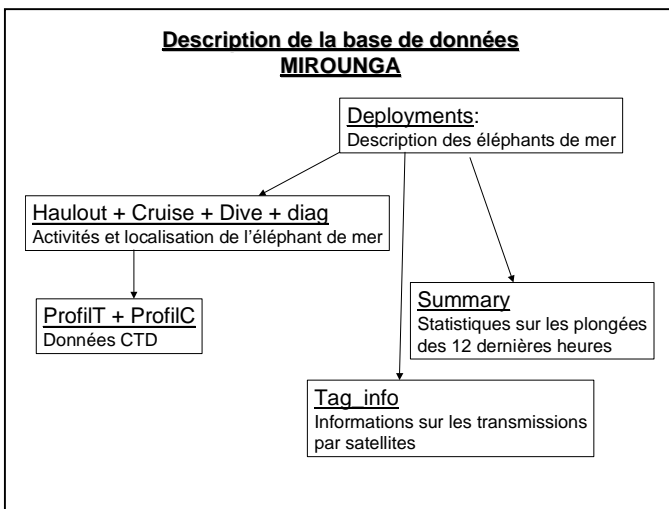 Description de la base de données
MIROUNGA
Deployments:
Description des éléphants de mer
Haulout + Cruise + Dive + diag
Activités et localisation de l'éléphant de mer
ProfilT + ProfilC
Données CTD
Summary
Statistiques sur les plongées
des 12 dernières heures
Tag_info
Informations sur les transmissions
par satellites